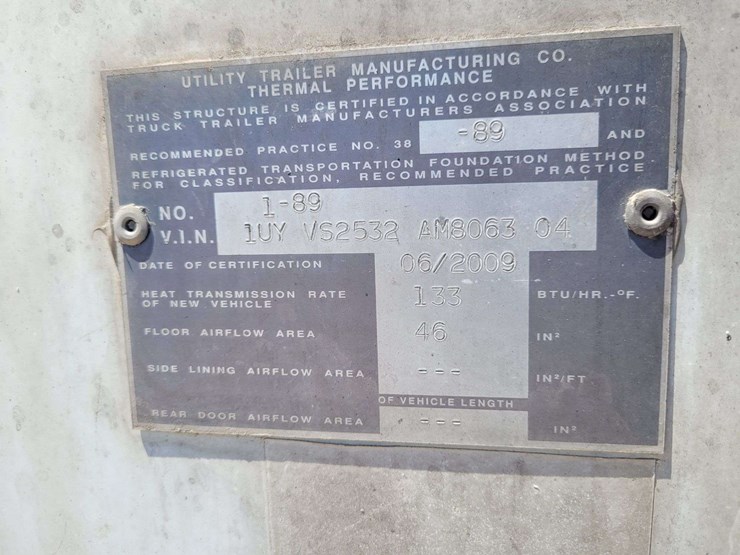 UTILITY TRAILER MANUFACTURING CO.
THERMAL PERFORMANCE
THIS STRUCTURE IS CERTIFIED IN ACCORDANCE WITH
TRUCK TRAILER MANUFACTURERS ASSOCIATION
RECOMMENDED PRACTICE NO. 38 -89 AND
REFRIGERATED TRANSPORTATION FOUNDATION METHOD
FOR CLASSIFICATION, RECOMMENDED PRACTICE
NO. 1-89
V.I.N. 1UY VS2532 AM8063 04
DATE OF CERTIFICATION 06/2009
HEAT TRANSMISSION RATE
OF NEW VEHICLE 133 BTU/HR.-ºF.
FLOOR AIRFLOW AREA 46 IN²
SIDE LINING AIRFLOW AREA --- IN²/FT
OF VEHICLE LENGTH
REAR DOOR AIRFLOW AREA --- IN²